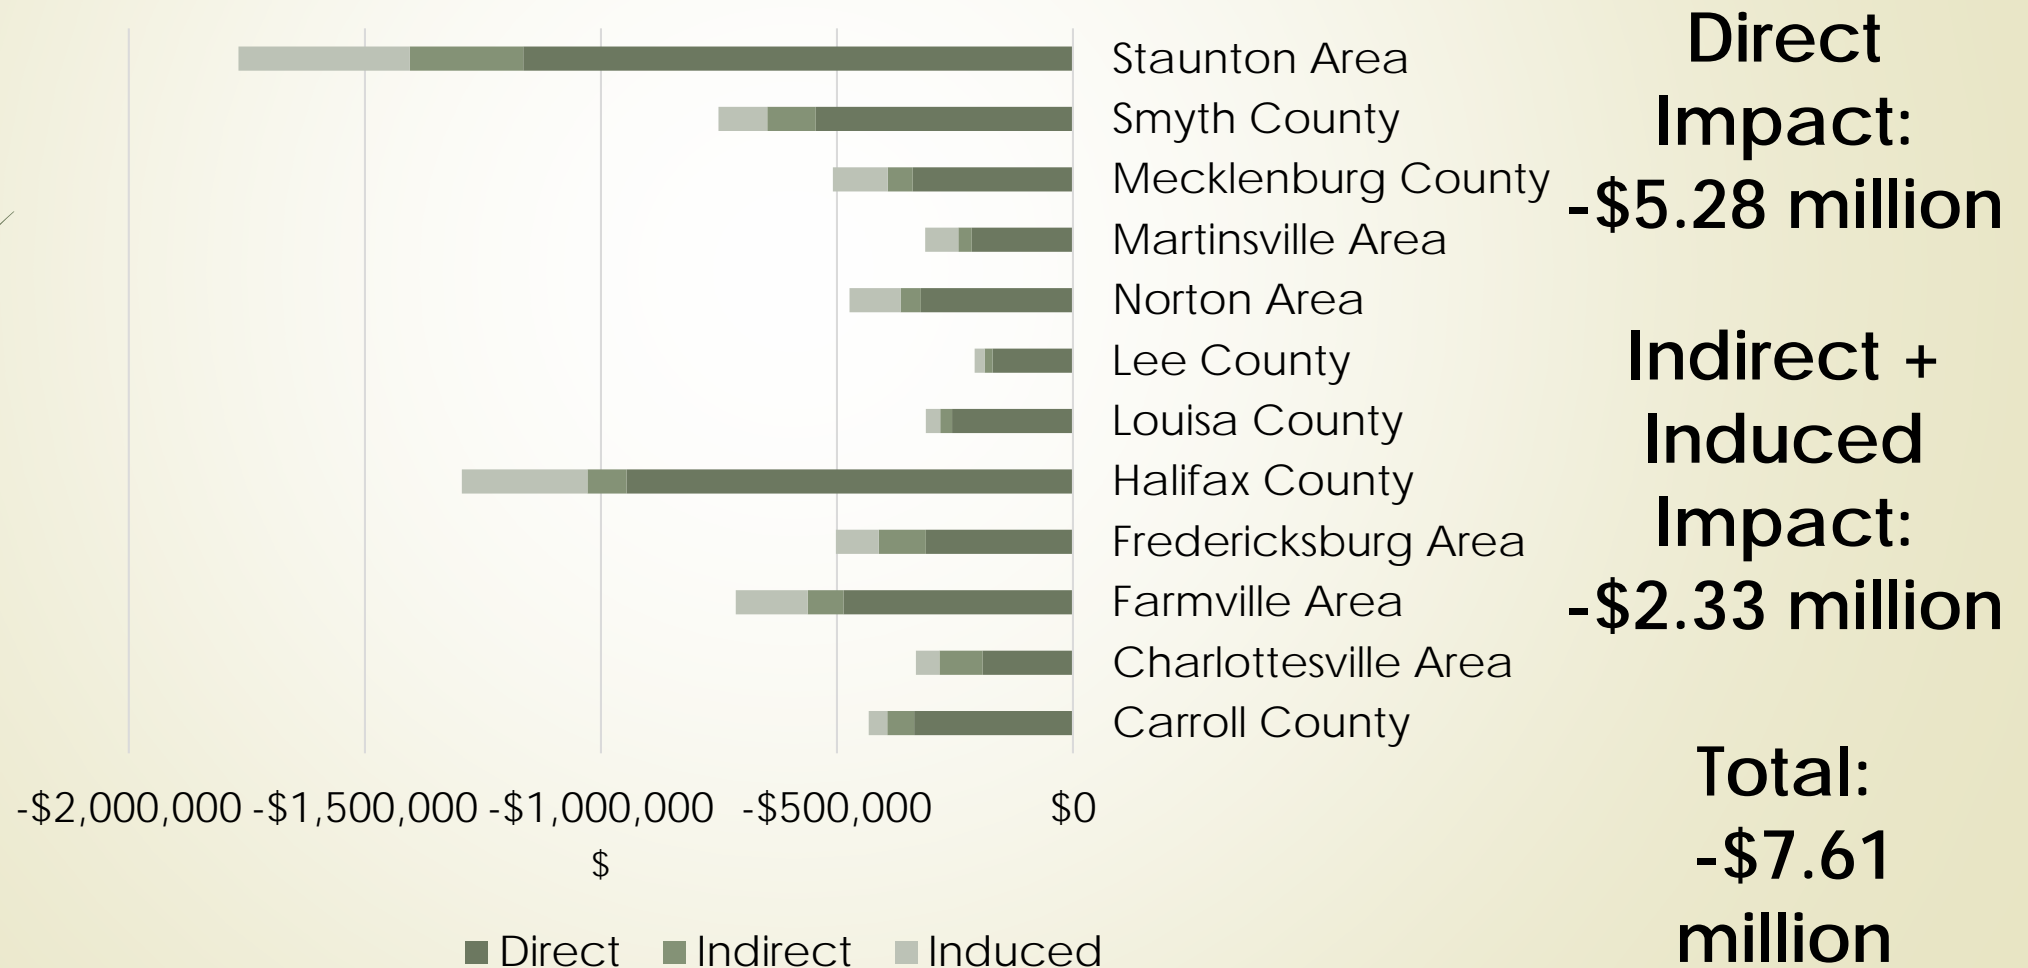 Staunton Area
Smyth County
Mecklenburg County
Martinsville Area
Norton Area
Lee County
Louisa County
Halifax County
Fredericksburg Area
Farmville Area
Charlottesville Area
Carroll County
-$2,000,000 -$1,500,000 -$1,000,000 -$500,000 $0
$
Direct Indirect Induced
Direct
Impact:
-$5.28 million
Indirect +
Induced
Impact:
-$2.33 million
Total:
-$7.61
million